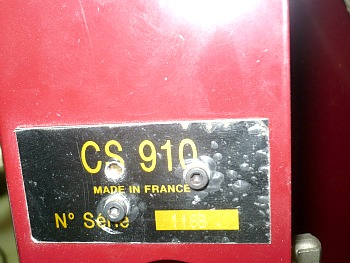 CS 910
MADE IN FRANCE
N° Série